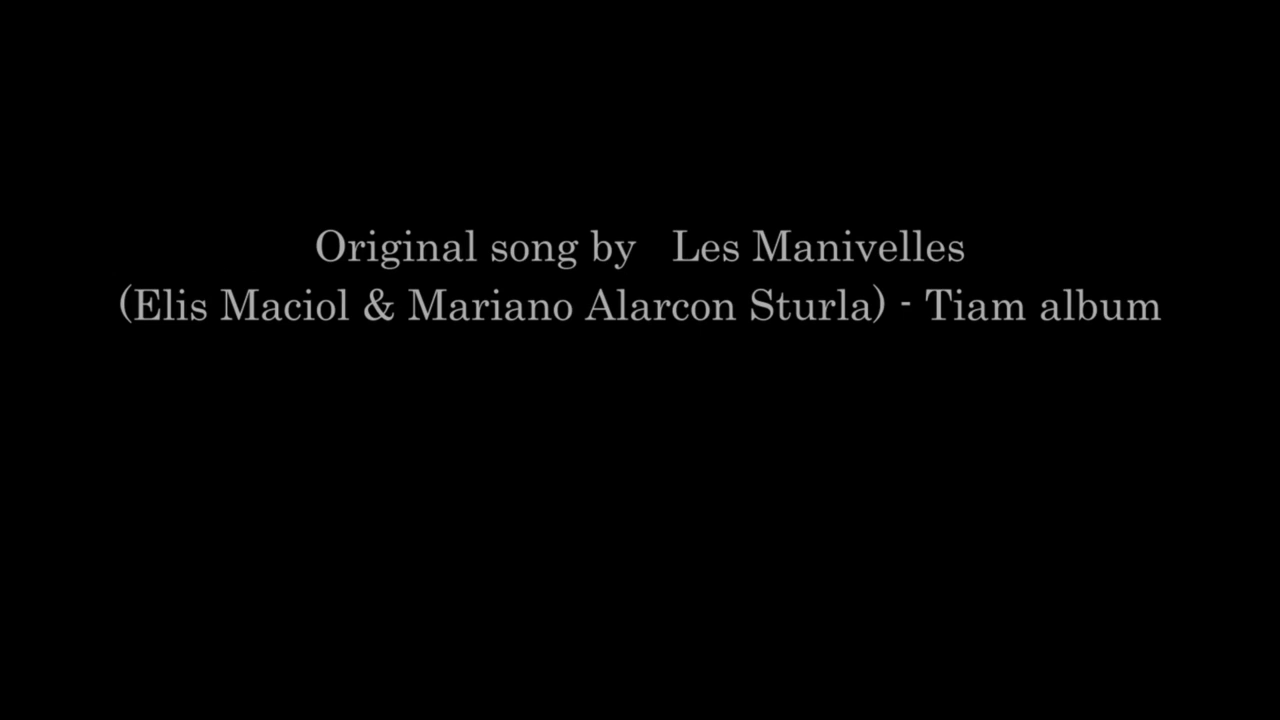 Original song by   Les Manivelles
(Elis Maciol & Mariano Alarcon Sturla) - Tiam album